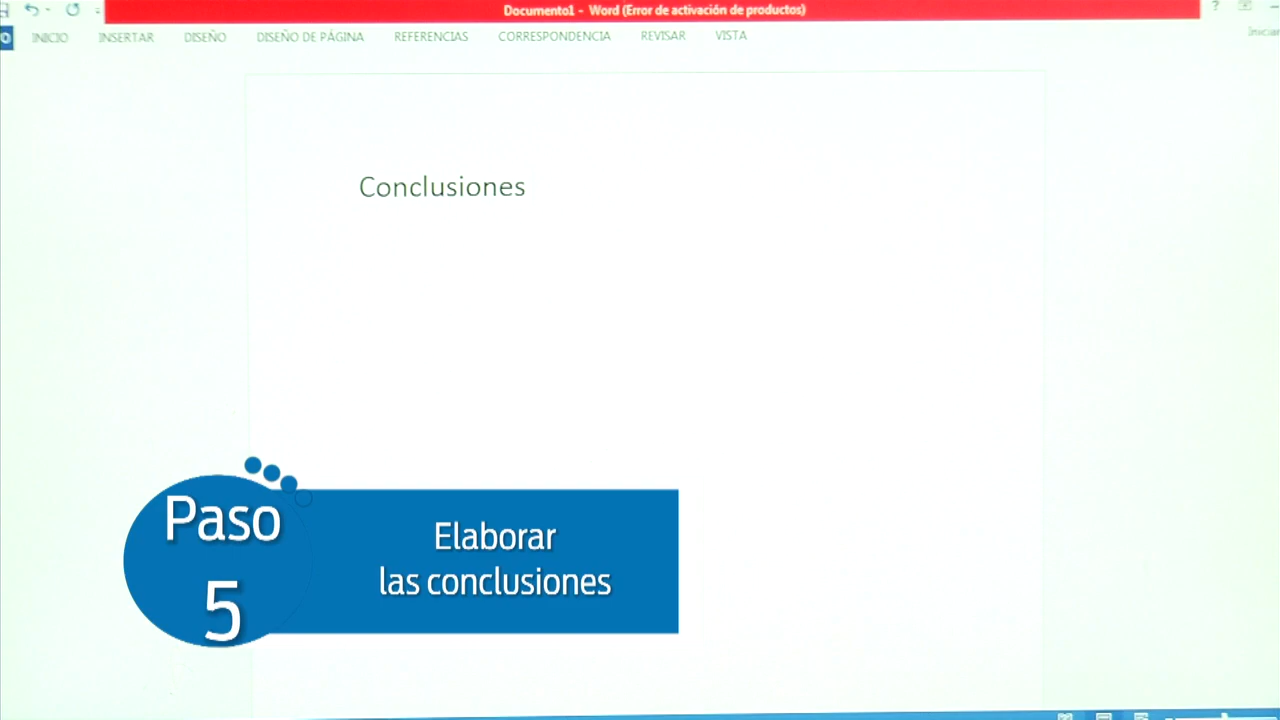 Documento1 - Word (Error de activación de productos)
?
INICIO INSERTAR DISEÑO DISEÑO DE PÁGINA REFERENCIAS CORRESPONDENCIA REVISAR VISTA
Conclusiones
Paso
5
Elaborar
las conclusiones